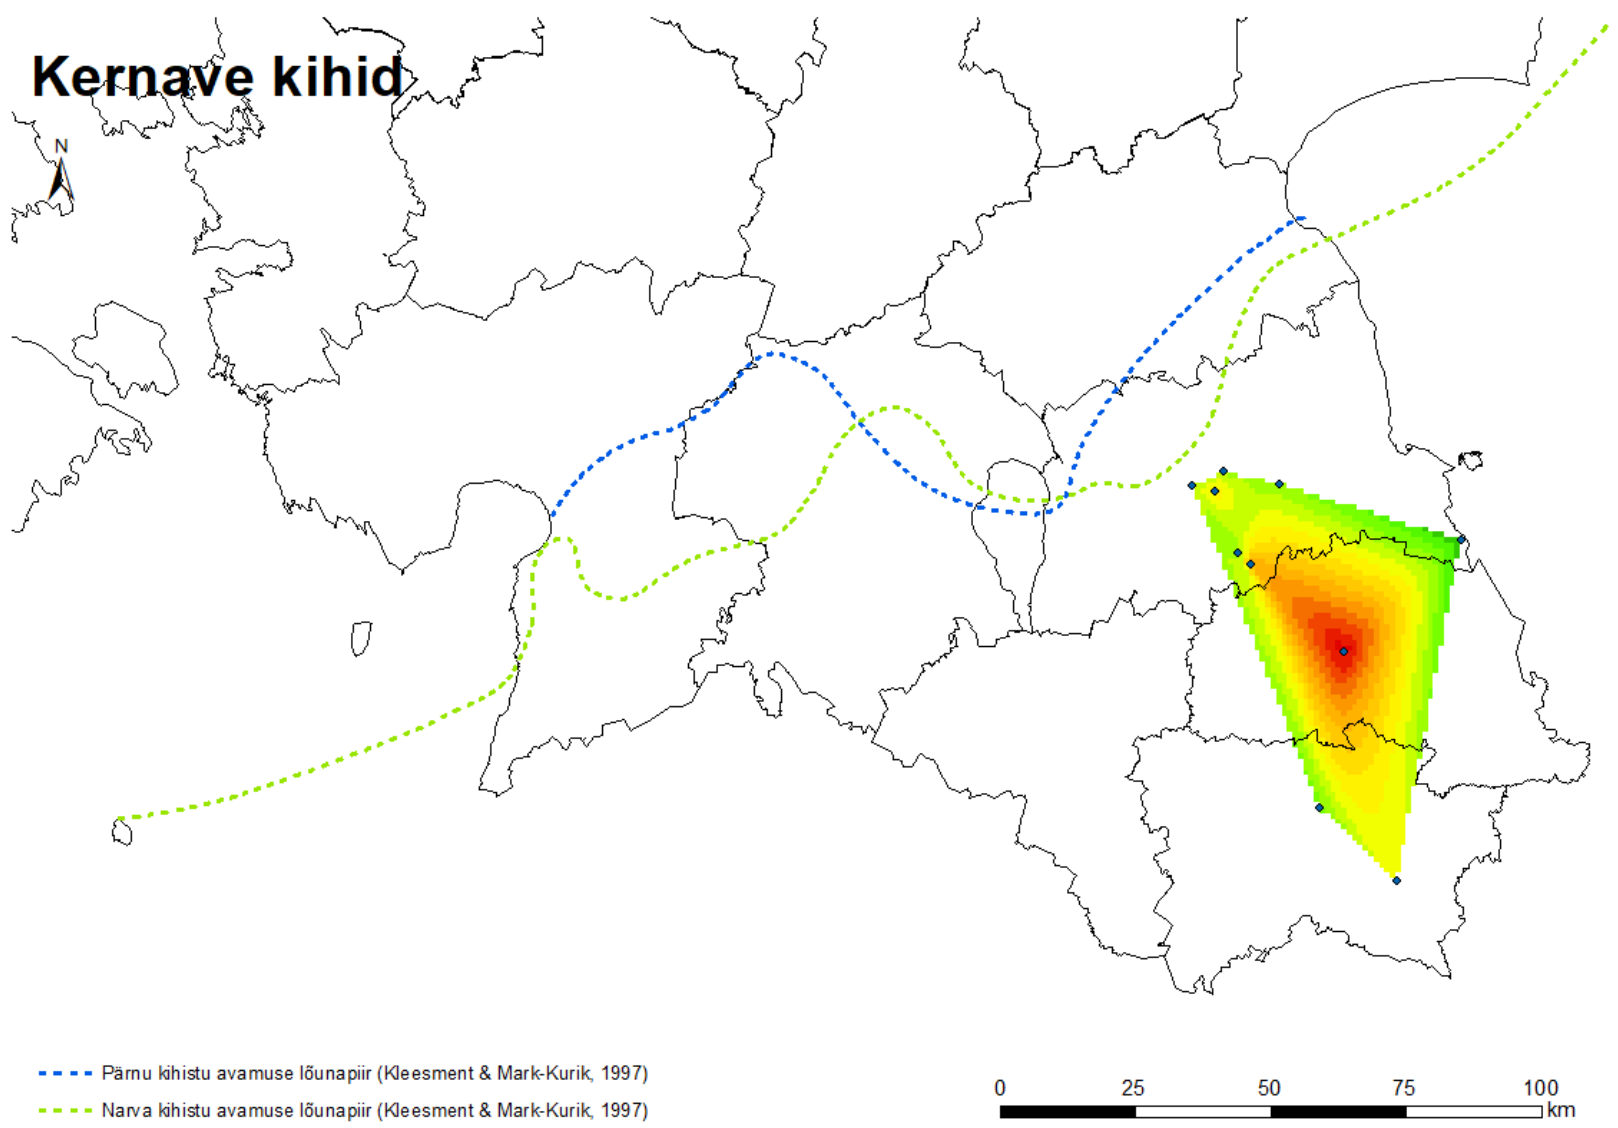 Kernave kihid
N
Pärnu kihistu avamuse lõunapiir (Kleesment & Mark-Kurik, 1997)
Narva kihistu avamuse lõunapiir (Kleesment & Mark-Kurik, 1997)
0 25 50 75 100
km